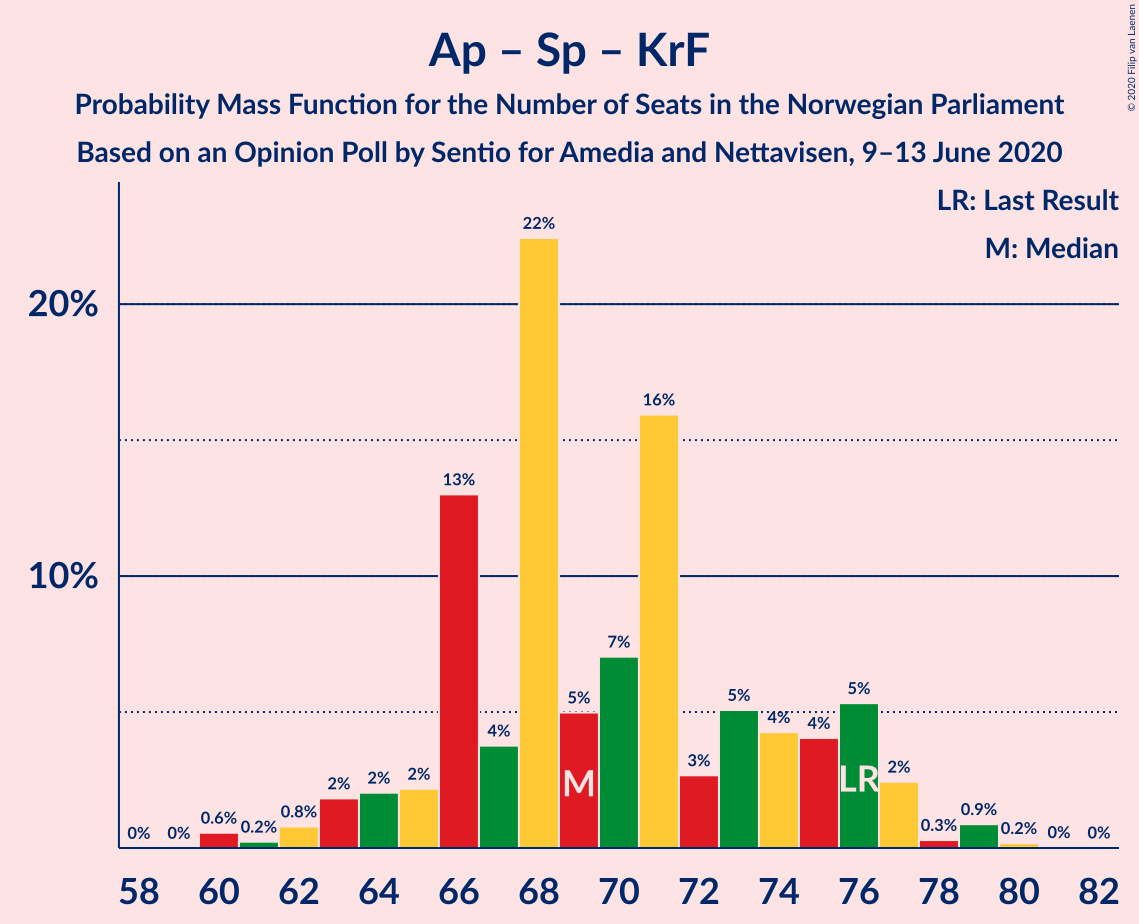 Ap – Sp – KrF
Probability Mass Function for the Number of Seats in the Norwegian Parliament
Based on an Opinion Poll by Sentio for Amedia and Nettavisen, 9–13 June 2020
© 2020 Filip van Laenen
LR: Last Result
M: Median
20%
10%
0% 0% 0.6% 0.2% 0.8% 2% 2% 2% 13% 4% 22% 5% 7% 16% 3% 5% 4% 4% 5% 2% 0.3% 0.9% 0.2% 0% 0%
M LR
58 60 62 64 66 68 70 72 74 76 78 80 82